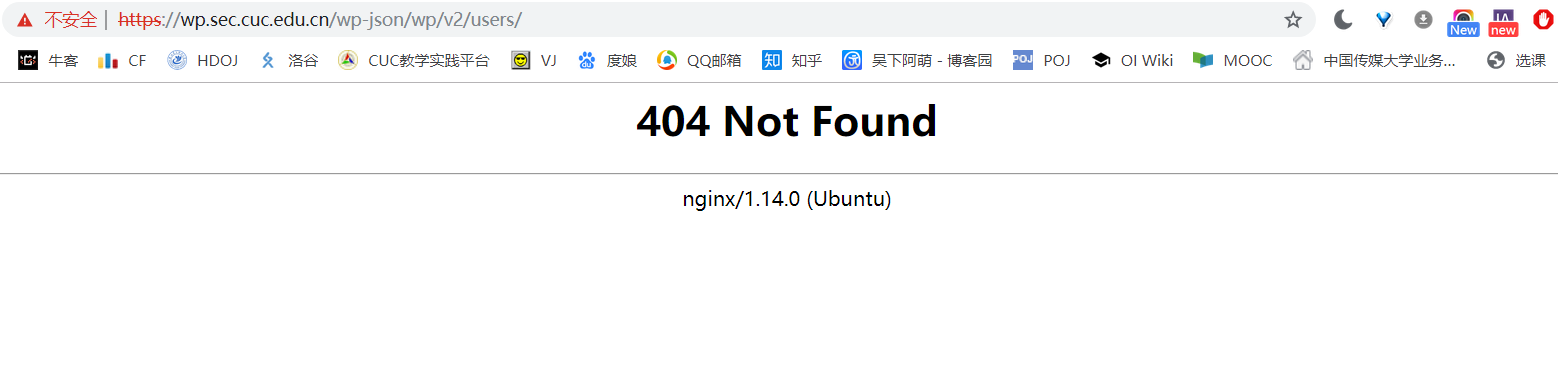 不安全 | https://wp.sec.cuc.edu.cn/wp-json/wp/v2/users/ New new
牛客 CF HDOJ 洛谷 CUC教学实践平台 VJ 度娘 QQ邮箱 知 知乎 吴下阿萌 - 博客园 POJ POJ OI Wiki MOOC 中国传媒大学业务... 选课
404 Not Found
nginx/1.14.0 (Ubuntu)